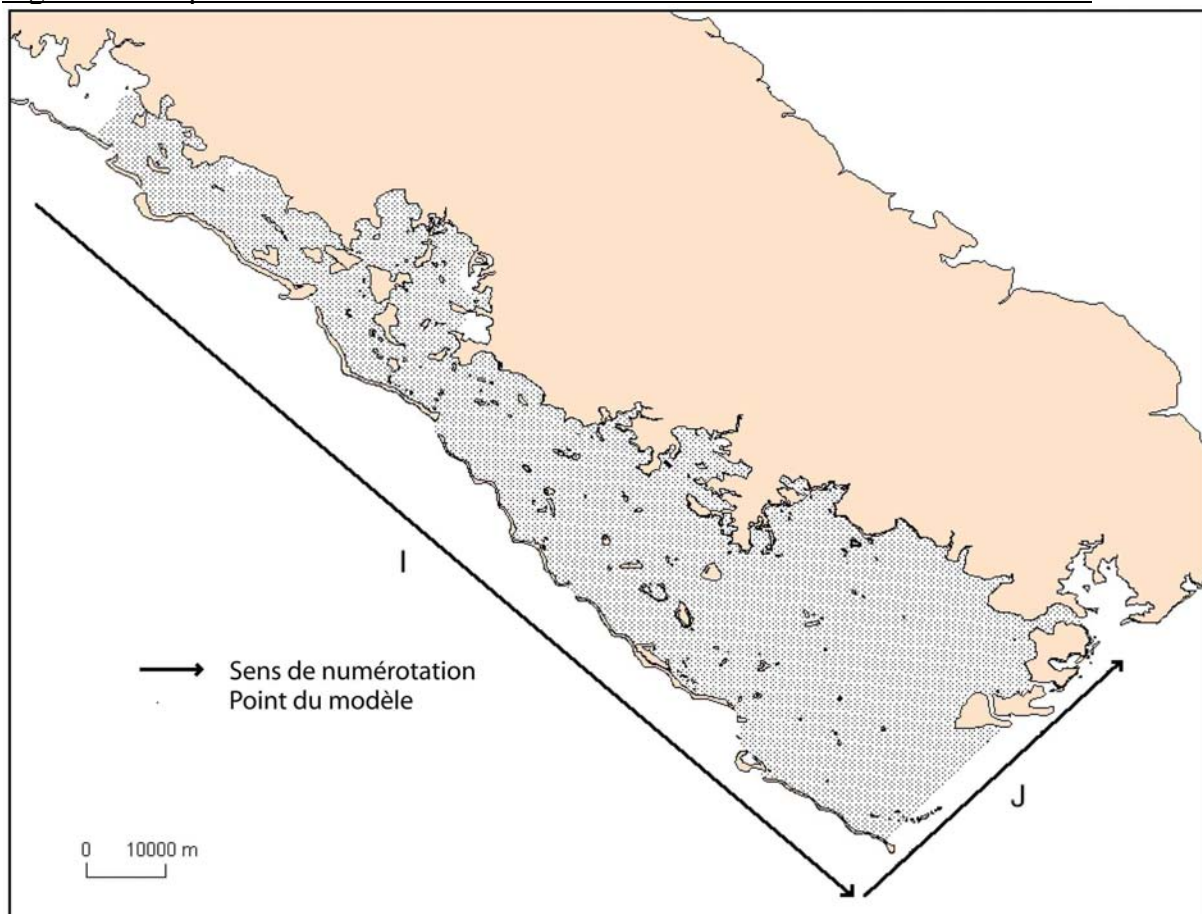 I
Sens de numérotation
Point du modèle
J
0 10000 m